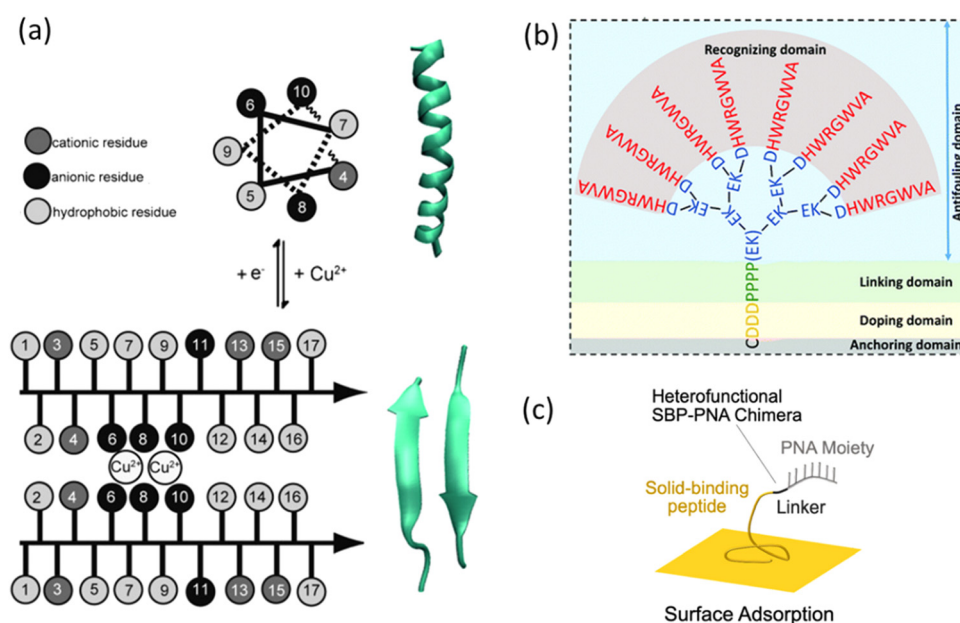 (a)
10
6
7
9
4
5
8
cationic residue
anionic residue
hydrophobic residue
+ e- + Cu2+
1 3 5 7 9 11 13 15 17
2 4 6 8 10 12 14 16
Cu2+ Cu2+
2 4 6 8 10 12 14 16
1 3 5 7 9 11 13 15 17
(b)
Recognizing domain
DHWRGWVA
DHWRGWVA
DHWRGWVA
DHWRGWVA
DHWRGWVA
DHWRGWVA
DHWRGWVA
DHWRGWVA
EK
EK
EK
EK
EK
EK
CDDDPPPP(EK)
Antifouling domain
Linking domain
Doping domain
Anchoring domain
(c)
Heterofunctional
SBP-PNA Chimera
PNA Moiety
Solid-binding
peptide
Linker
Surface Adsorption